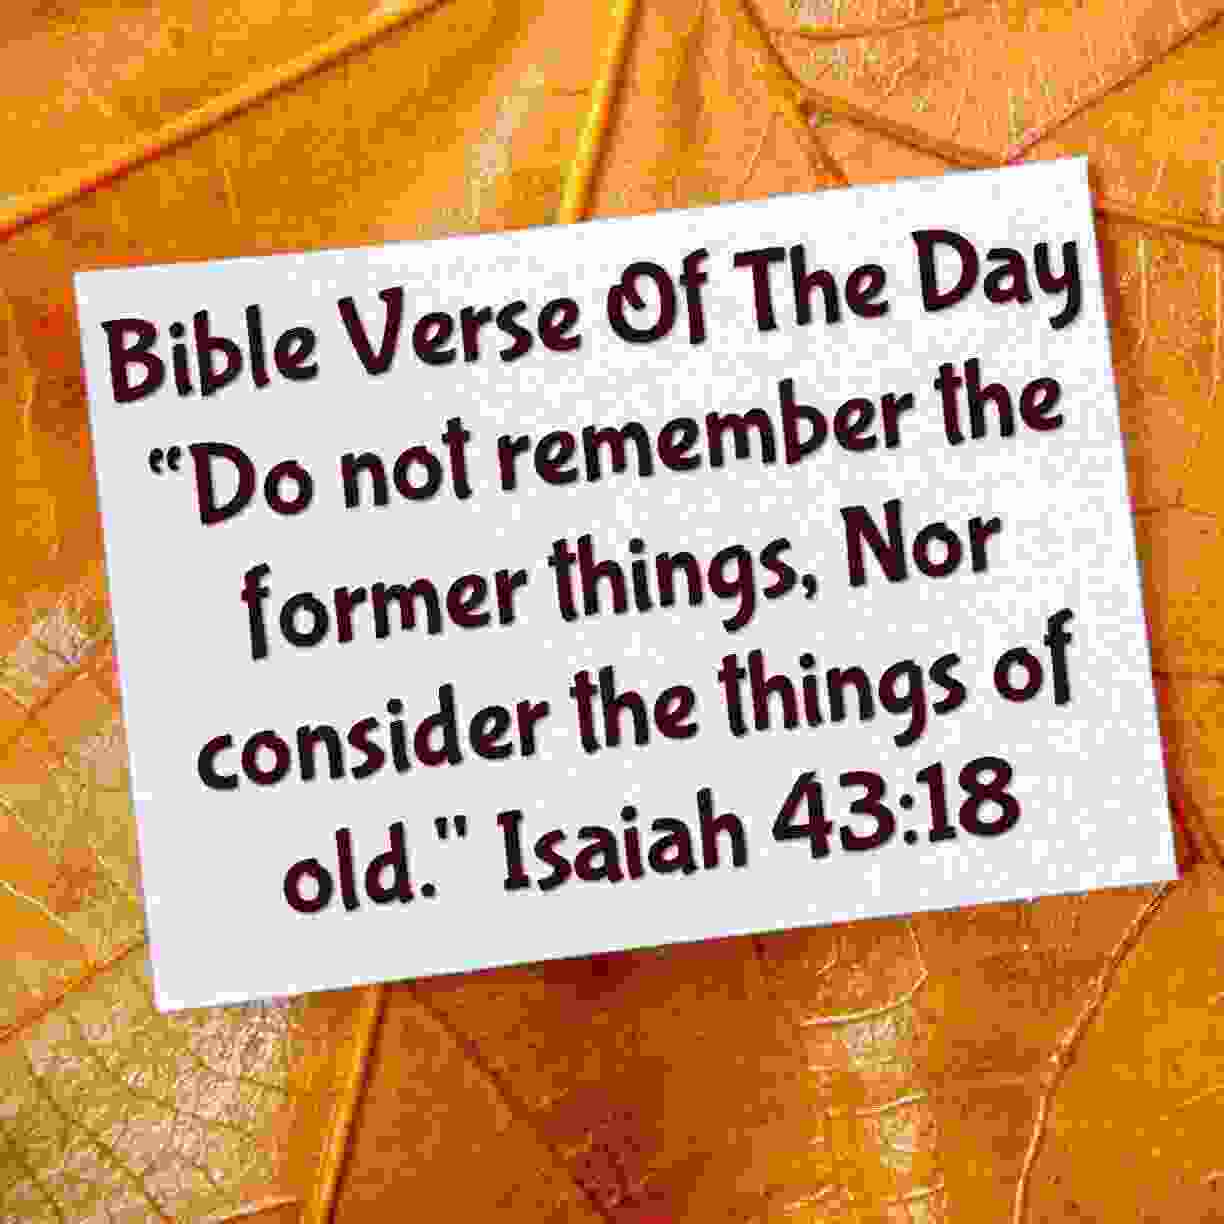 Bible Verse Of The Day
“Do not remember the
former things, Nor
consider the things of
old." Isaiah 43:18